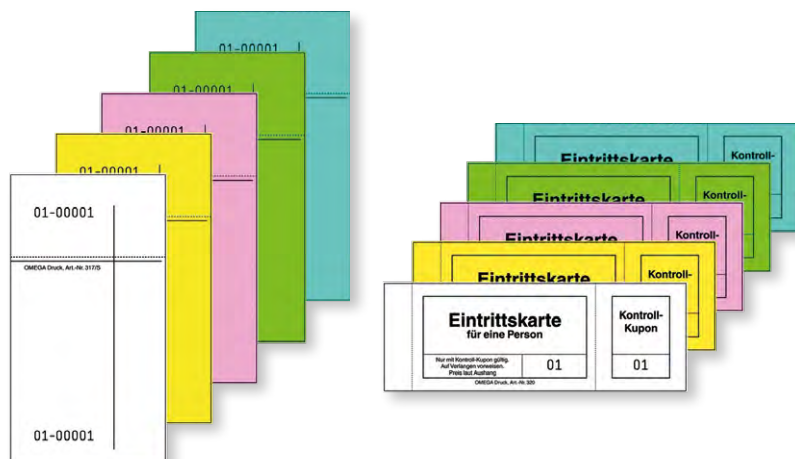 01-00001
01-00001
01-00001
01-00001
01-00001
OMEGA Druck, Art.-Nr. 317/S
01-00001
Eintrittskarte
Kontroll-
Eintrittskarte
Kontroll-
Eintrittskarte
Kontroll-
Eintrittskarte
Kontroll-
Eintrittskarte
für eine Person
Nur mit Kontroll-Kupon gültig.
Auf Verlangen vorweisen.
Preis laut Aushang
01
OMEGA Druck, Art.-Nr. 320
Kontroll-
Kupon
01